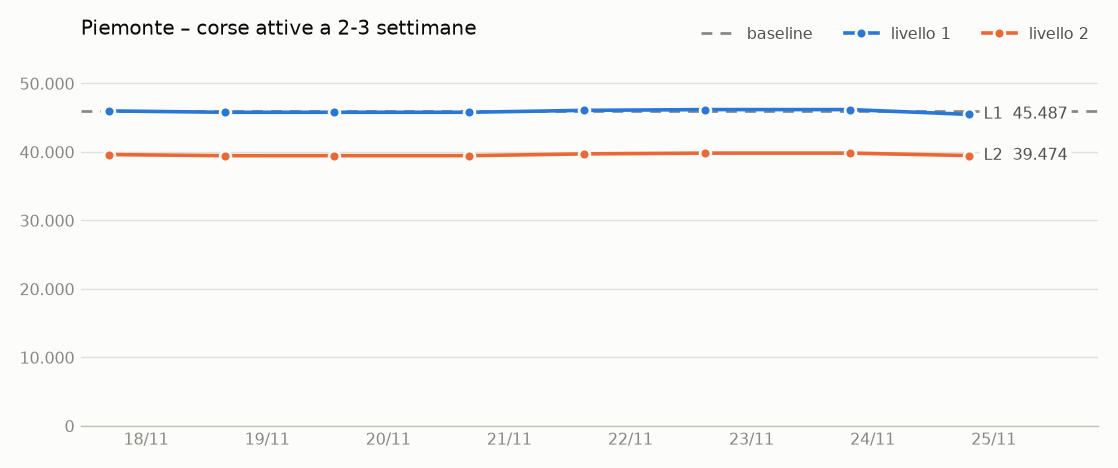 Piemonte – corse attive a 2-3 settimane
baseline
livello 1
livello 2
50.000
40.000
30.000
20.000
10.000
0
L1 45.487
L2 39.474
18/11
19/11
20/11
21/11
22/11
23/11
24/11
25/11